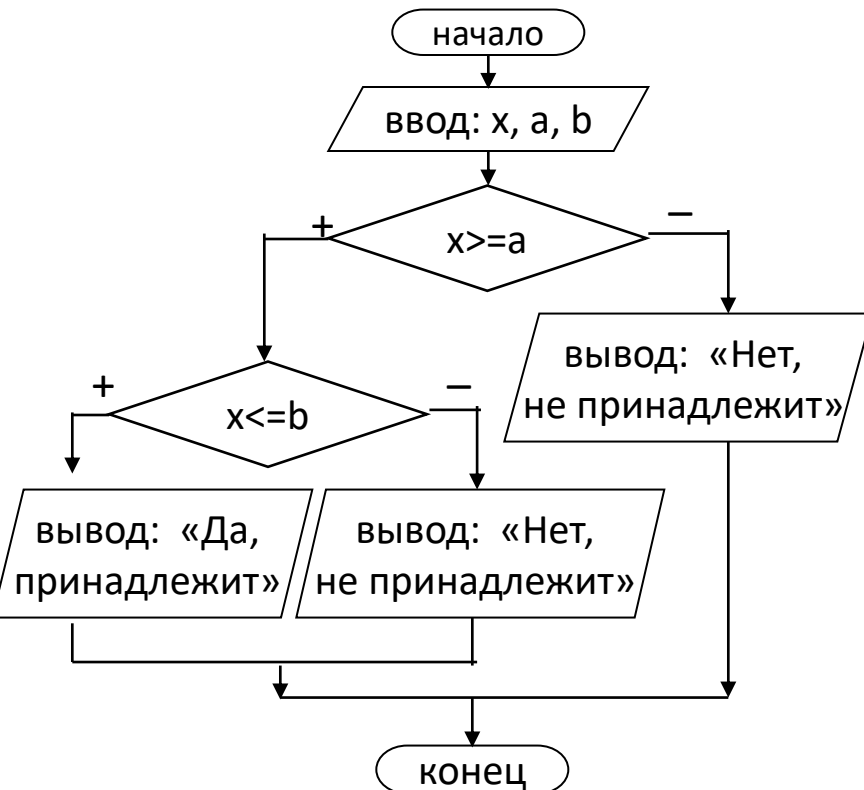 начало
ввод: x, a, b
+
–
x>=a
вывод: «Нет,
не принадлежит»
+
–
x<=b
вывод: «Да,
принадлежит»
вывод: «Нет,
не принадлежит»
конец